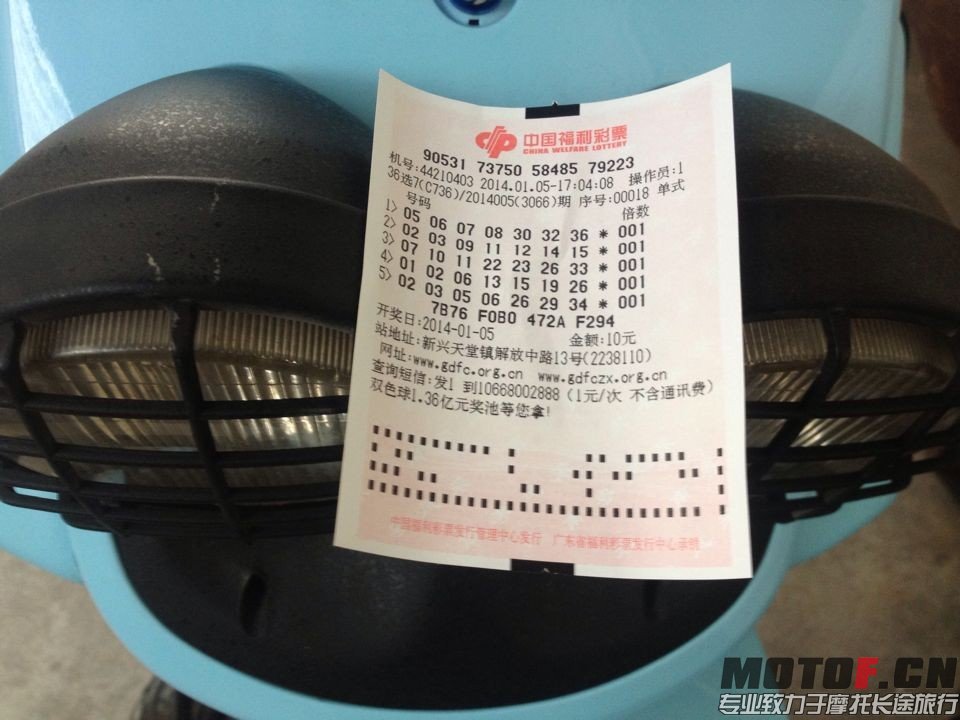 中国福利彩票
CHINA WELFARE LOTTERY
90531 73750 58485 79223
机号:44210403 2014.01.05-17:04:08 操作员:1
36选7(C736)/2014005(3066)期 序号:00018 单式
号码 倍数
1> 05 06 07 08 30 32 36 * 001
2> 02 03 09 11 12 14 15 * 001
3> 07 10 11 22 23 26 33 * 001
4> 01 02 06 13 15 19 26 * 001
5> 02 03 05 06 26 29 34 * 001
7B76 F0B0 472A F294
开奖日:2014-01-05 金额:10元
站地址:新兴天堂镇解放中路13号(2238110)
网址:www.gdfc.org.cn www.gdfczx.org.cn
查询短信:发1 到10668002888 (1元/次 不含通讯费)
双色球1.36亿元奖池等您拿!
中国福利彩票发行管理中心发行 广东省福利彩票发行中心承销
MOTOF.CN
专业致力于摩托长途旅行